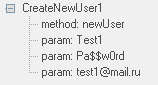 CreateNewUser1
method: newUser
param: Test1
param: Pa$$w0rd
param: test1@mail.ru